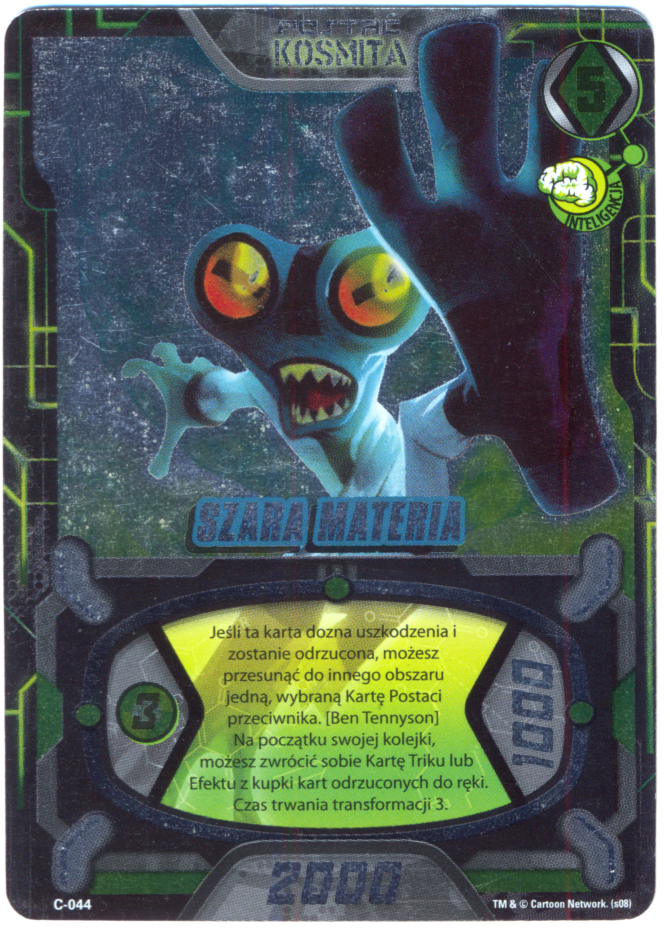 POSTAĆ
KOSMITA
5
INTELIGENCJA
SZARA MATERIA
Jeśli ta karta dozna uszkodzenia i
zostanie odrzucona, możesz
przesunąć do innego obszaru
jedną, wybraną Kartę Postaci
przeciwnika. [Ben Tennyson]
Na początku swojej kolejki,
możesz zwrócić sobie Kartę Triku lub
Efektu z kupki kart odrzuconych do ręki.
Czas trwania transformacji 3.
3
1000
2000
C-044
TM & © Cartoon Network. (s08)